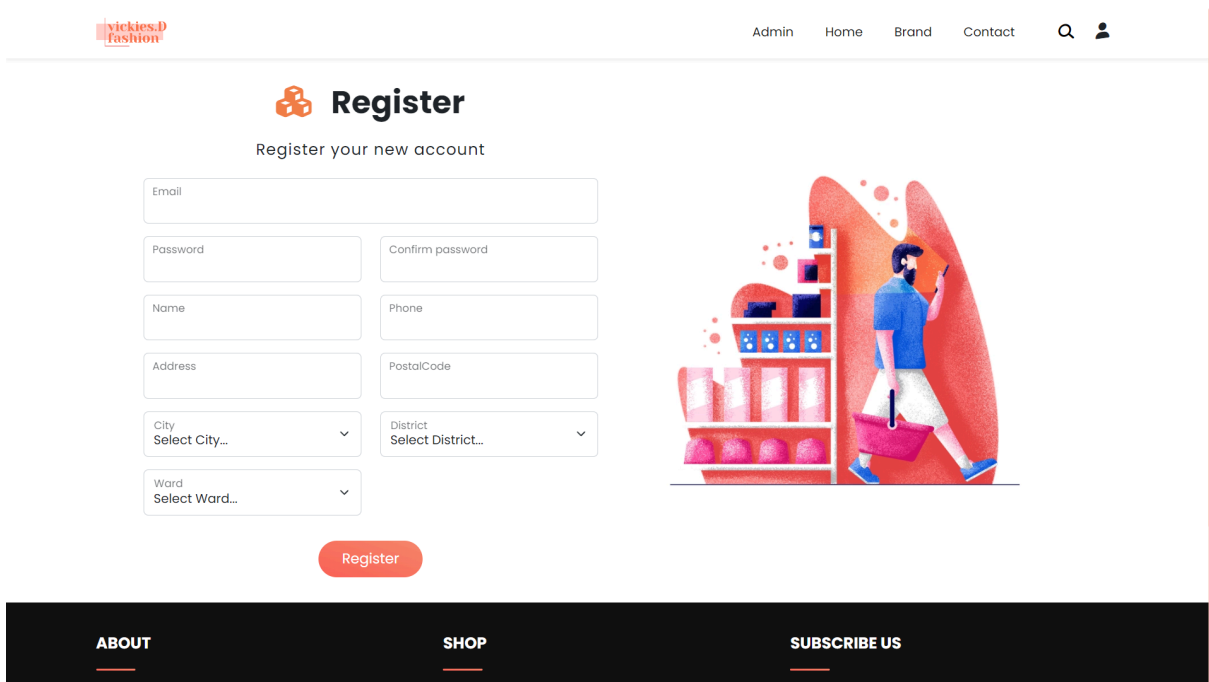 vickies.D
fashion
Admin Home Brand Contact
Register
Register your new account
Email
Password Confirm password
Name Phone
Address PostalCode
City District
Select City... Select District...
Ward
Select Ward...
Register
ABOUT SHOP SUBSCRIBE US